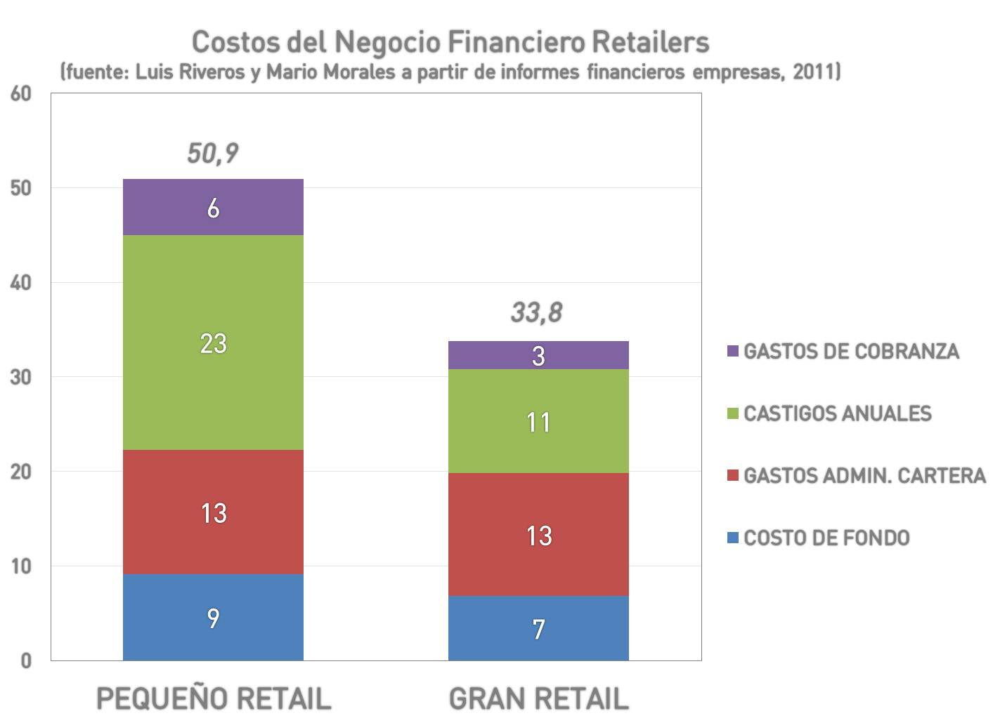 Costos del Negocio Financiero Retailers
(fuente: Luis Riveros y Mario Morales a partir de informes financieros empresas, 2011)
60
50
40
30
20
10
0
50,9
6
23
13
9
33,8
3
11
13
7
PEQUEÑO RETAIL
GRAN RETAIL
GASTOS DE COBRANZA
CASTIGOS ANUALES
GASTOS ADMIN. CARTERA
COSTO DE FONDO